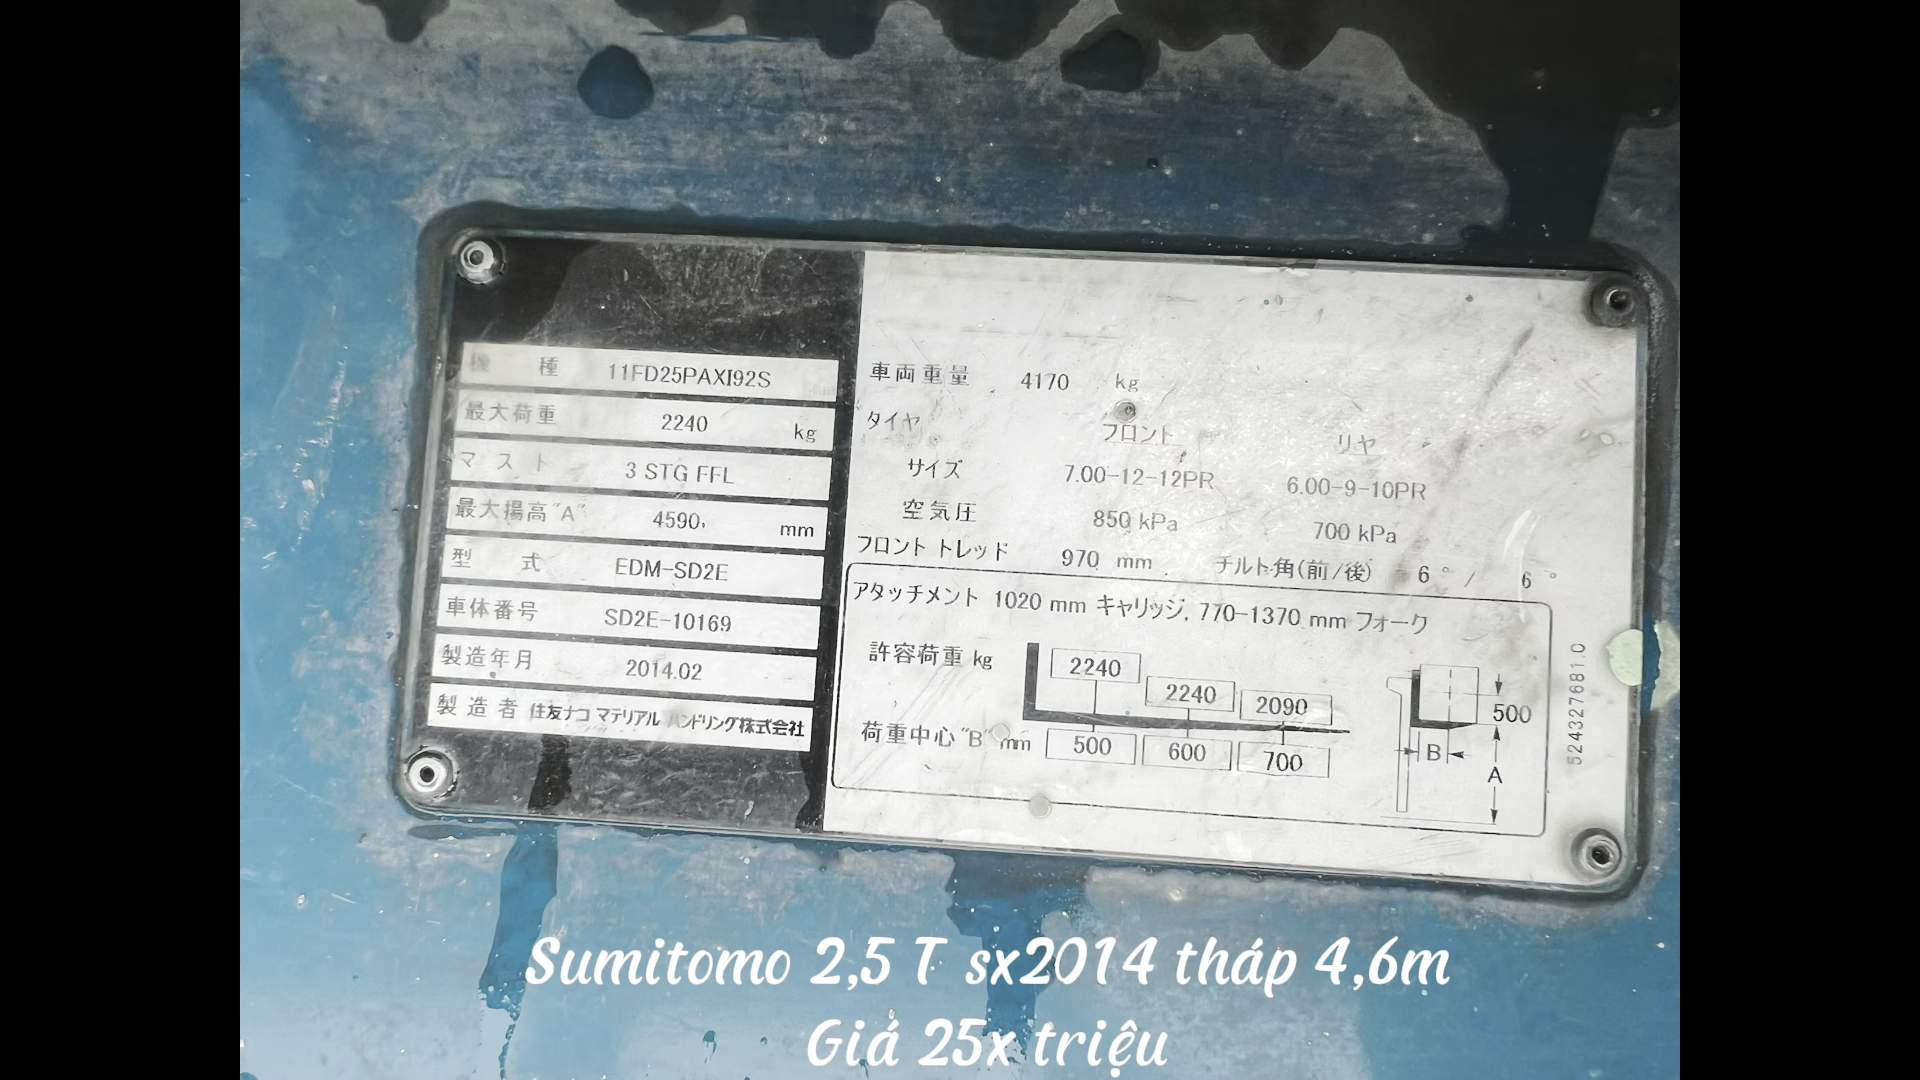 機 種 11FD25PAXI92S
最大荷重 2240 kg
マスト 3 STG FFL
最大揚高"A" 4590 mm
型 式 EDM-SD2E
車体番号 SD2E-10169
製造年月 2014.02
製造者 住友ナコ マテリアル ハンドリング株式会社
車両重量 4170 kg
タイヤ
フロント リヤ
サイズ 7.00-12-12PR 6.00-9-10PR
空気圧 850 kPa 700 kPa
フロント トレッド 970 mm チルト角(前/後) 6° / 6°
アタッチメント 1020 mm キャリッジ, 770-1370 mm フォーク
許容荷重 kg 2240 2240 2090
荷重中心"B" mm 500 600 700
500
B
A
524327681.0
Sumitomo 2,5 T sx2014 tháp 4,6m
Giá 25x triệu